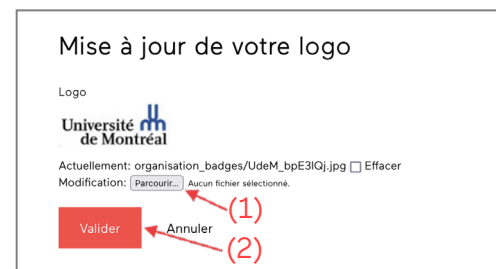 Mise à jour de votre logo
Logo
Université
de Montréal
Actuellement: organisation_badges/UdeM_bpE3IQj.jpg Effacer
Modification: Parcourir... Aucun fichier sélectionné.
(1)
Valider Annuler
(2)